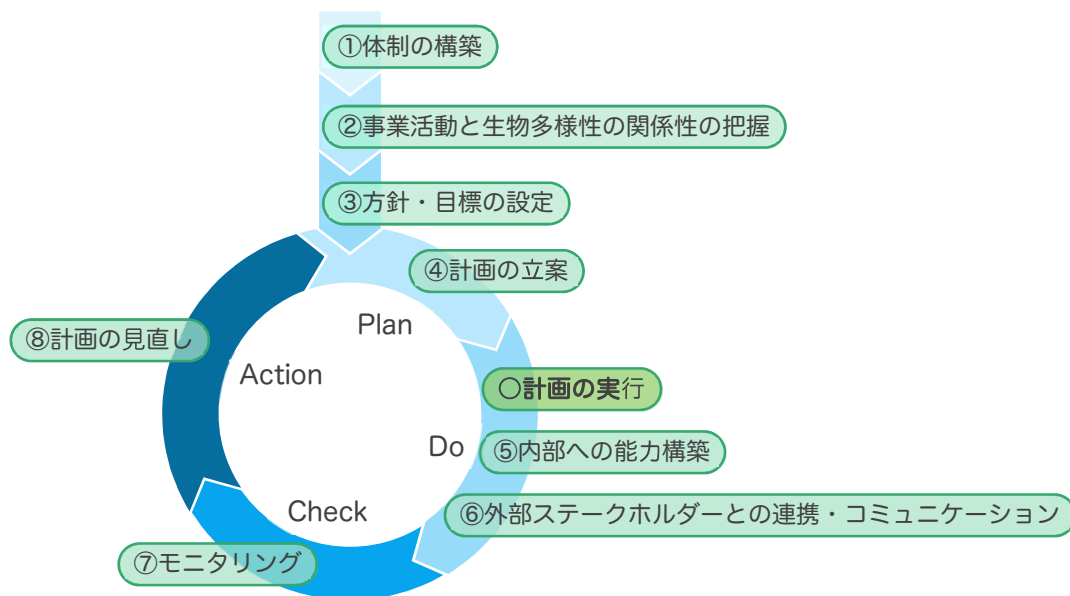 ①体制の構築
②事業活動と生物多様性の関係性の把握
③方針・目標の設定
④計画の立案
Plan
⑧計画の見直し
Action
〇計画の実行
Do
⑤内部への能力構築
Check
⑥外部ステークホルダーとの連携・コミュニケーション
⑦モニタリング